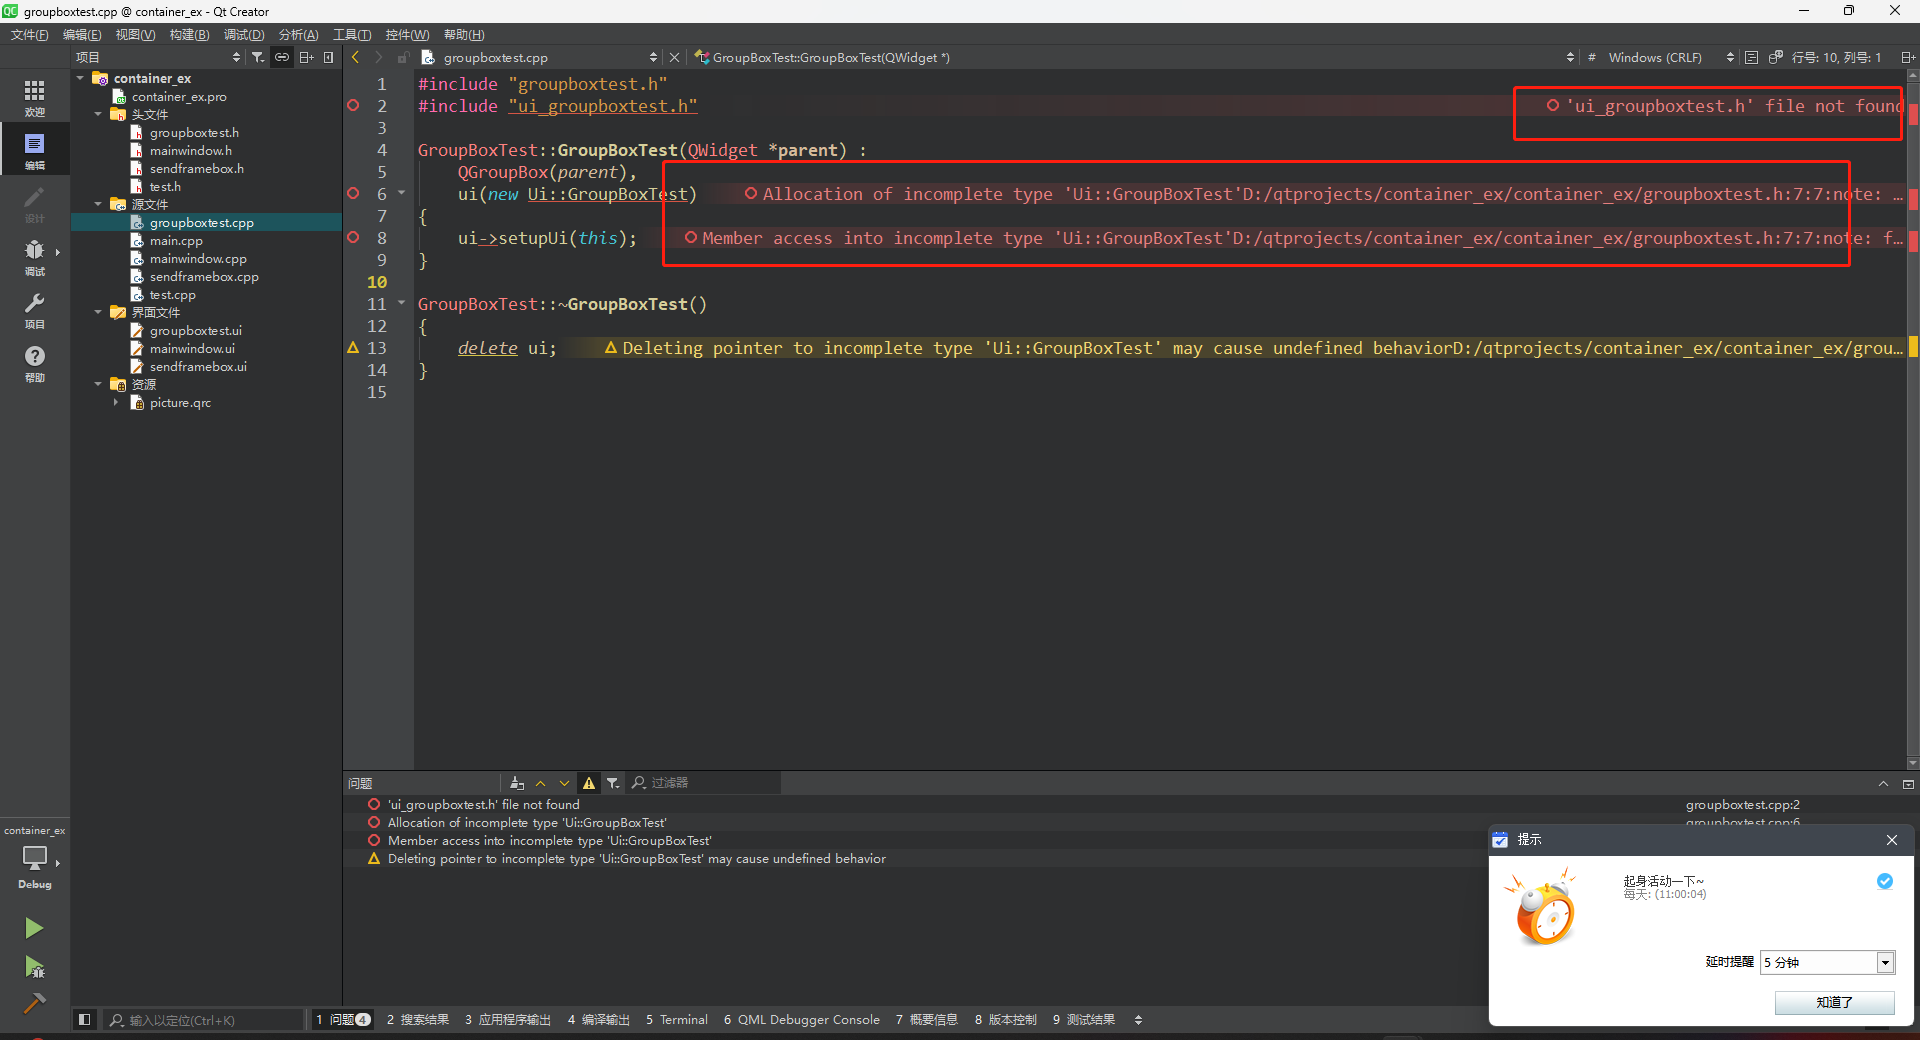 QC groupboxtest.cpp @ container_ex - Qt Creator
文件(F) 编辑(E) 视图(V) 构建(B) 调试(D) 分析(A) 工具(T) 控件(W) 帮助(H)
项目
groupboxtest.cpp
GroupBoxTest::GroupBoxTest(QWidget *)
# Windows (CRLF)
行号: 10, 列号: 1
欢迎
编辑
设计
调试
项目
帮助
container_ex
Debug
container_ex
container_ex.pro
头文件
groupboxtest.h
mainwindow.h
sendframebox.h
test.h
源文件
groupboxtest.cpp
main.cpp
mainwindow.cpp
sendframebox.cpp
test.cpp
界面文件
groupboxtest.ui
mainwindow.ui
sendframebox.ui
资源
picture.qrc
1 #include "groupboxtest.h"
2 #include "ui_groupboxtest.h" 'ui_groupboxtest.h' file not found
3
4 GroupBoxTest::GroupBoxTest(QWidget *parent) :
5 QGroupBox(parent),
6 ui(new Ui::GroupBoxTest) Allocation of incomplete type 'Ui::GroupBoxTest'D:/qtprojects/container_ex/container_ex/groupboxtest.h:7:7:note: …
7 {
8 ui->setupUi(this); Member access into incomplete type 'Ui::GroupBoxTest'D:/qtprojects/container_ex/container_ex/groupboxtest.h:7:7:note: f…
9 }
10
11 GroupBoxTest::~GroupBoxTest()
12 {
13 delete ui; Deleting pointer to incomplete type 'Ui::GroupBoxTest' may cause undefined behaviorD:/qtprojects/container_ex/container_ex/grou…
14 }
15
问题
过滤器
'ui_groupboxtest.h' file not found groupboxtest.cpp:2
Allocation of incomplete type 'Ui::GroupBoxTest' groupboxtest.cpp:6
Member access into incomplete type 'Ui::GroupBoxTest'
Deleting pointer to incomplete type 'Ui::GroupBoxTest' may cause undefined behavior
提示
起身活动一下~
每天: (11:00:04)
延时提醒 5 分钟
知道了
输入以定位(Ctrl+K)
1 问题 4 2 搜索结果 3 应用程序输出 4 编译输出 5 Terminal 6 QML Debugger Console 7 概要信息 8 版本控制 9 测试结果